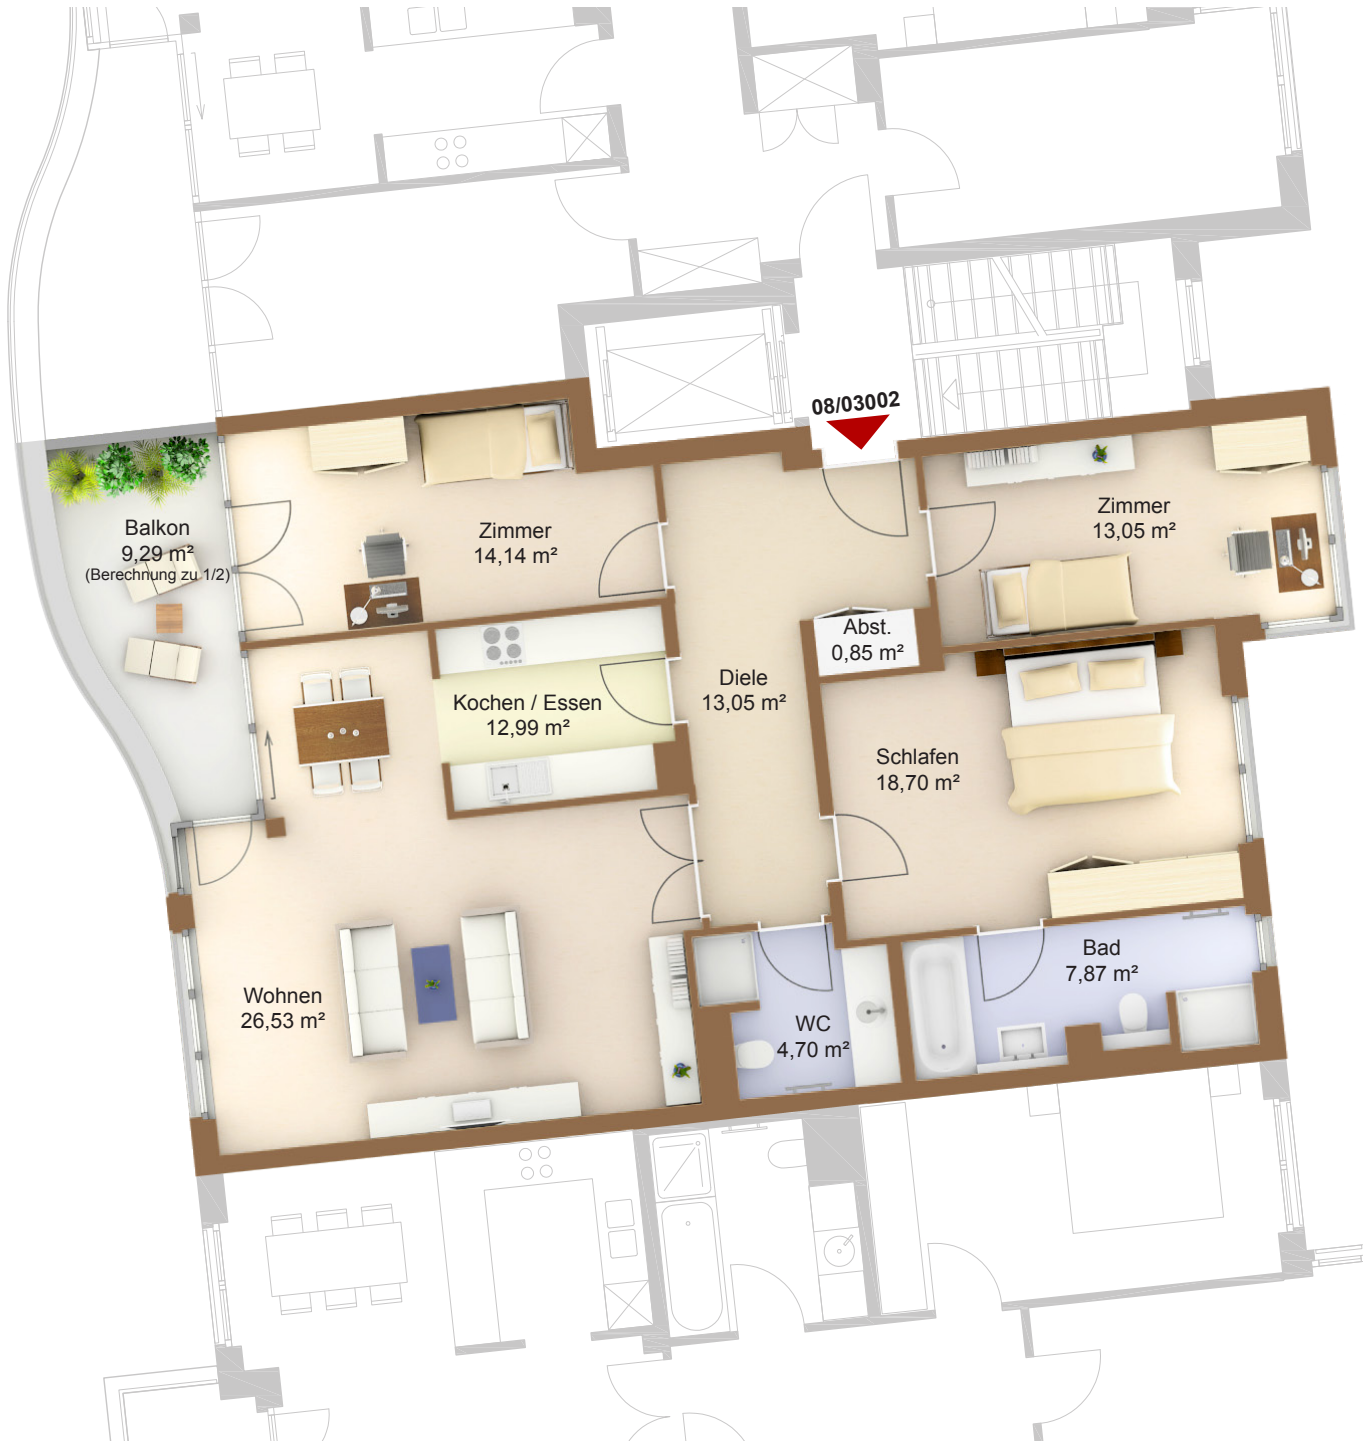 08/03002
Balkon
9,29 m²
(Berechnung zu 1/2)
Zimmer
14,14 m²
Zimmer
13,05 m²
Abst.
0,85 m²
Kochen / Essen
12,99 m²
Diele
13,05 m²
Schlafen
18,70 m²
Wohnen
26,53 m²
WC
4,70 m²
Bad
7,87 m²